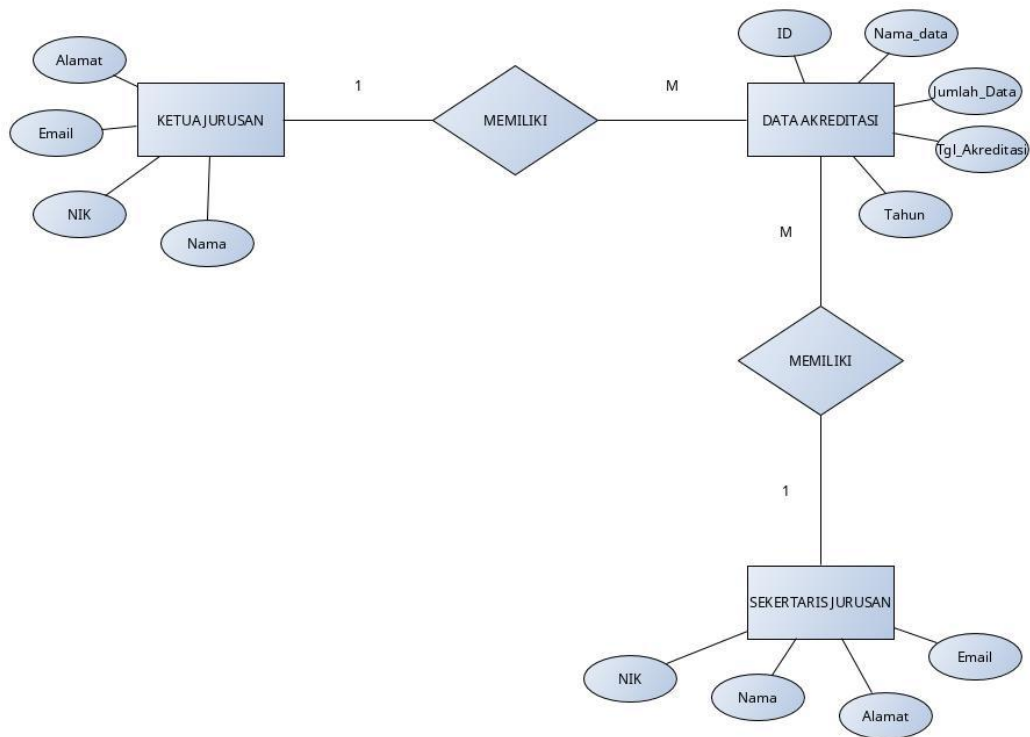 ID
Nama_data
Alamat
1
M
Jumlah_Data
KETUA JURUSAN
MEMILIKI
DATA AKREDITASI
Email
Tgl_Akreditasi
NIK
Tahun
Nama
M
MEMILIKI
1
SEKERTARIS JURUSAN
Email
NIK
Nama
Alamat